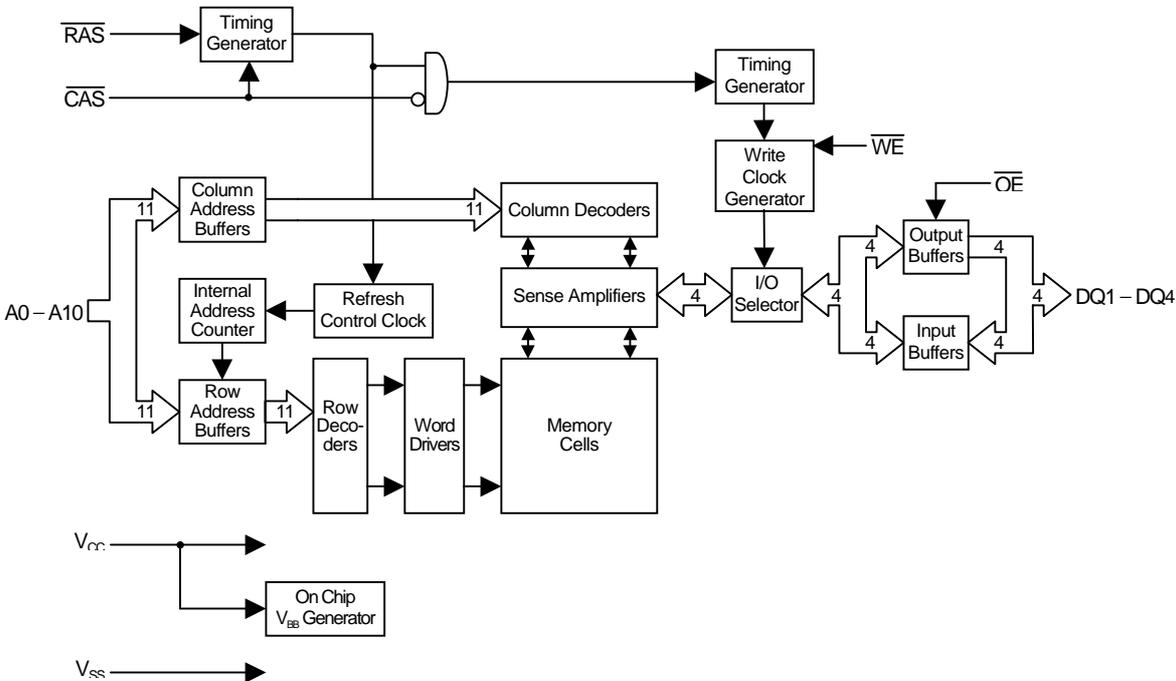 RAS
Timing
Generator
CAS
Timing
Generator
WE
Write
Clock
Generator
OE
Column
Address
Buffers
11
11
Column Decoders
Output
Buffers
4
4
A0 – A10
Internal
Address
Counter
Refresh
Control Clock
Sense Amplifiers
4
I/O
Selector
4
4
DQ1 – DQ4
Input
Buffers
4
4
11
Row
Address
Buffers
11
Row
Deco-
ders
Word
Drivers
Memory
Cells
VCC
On Chip
VBB Generator
VSS